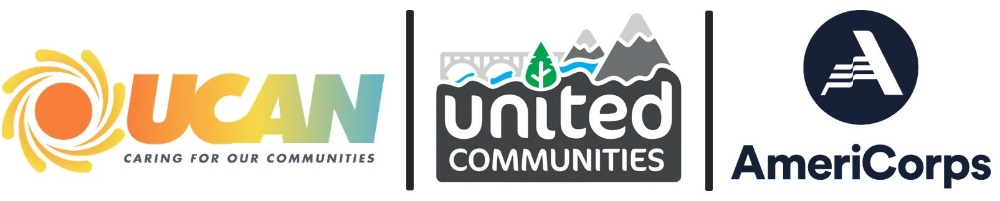 UCAN
CARING FOR OUR COMMUNITIES
united
COMMUNITIES
AmeriCorps